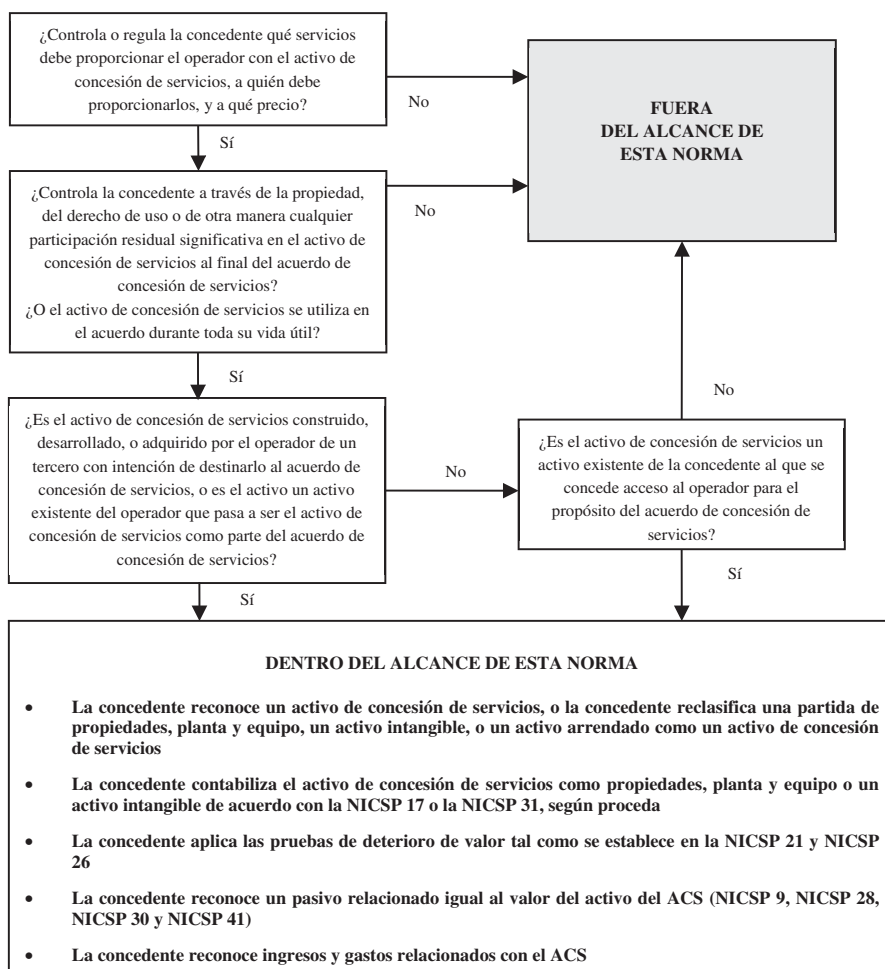 ¿Controla o regula la concedente qué servicios
debe proporcionar el operador con el activo de
concesión de servicios, a quién debe
proporcionarlos, y a qué precio?
No
FUERA
DEL ALCANCE DE
ESTA NORMA
Sí
¿Controla la concedente a través de la propiedad,
del derecho de uso o de otra manera cualquier
participación residual significativa en el activo de
concesión de servicios al final del acuerdo de
concesión de servicios?
¿O el activo de concesión de servicios se utiliza en
el acuerdo durante toda su vida útil?
No
Sí
¿Es el activo de concesión de servicios construido,
desarrollado, o adquirido por el operador de un
tercero con intención de destinarlo al acuerdo de
concesión de servicios, o es el activo un activo
existente del operador que pasa a ser el activo de
concesión de servicios como parte del acuerdo de
concesión de servicios?
No
No
¿Es el activo de concesión de servicios un
activo existente de la concedente al que se
concede acceso al operador para el
propósito del acuerdo de concesión de
servicios?
Sí
Sí
DENTRO DEL ALCANCE DE ESTA NORMA
• La concedente reconoce un activo de concesión de servicios, o la concedente reclasifica una partida de
propiedades, planta y equipo, un activo intangible, o un activo arrendado como un activo de concesión
de servicios
• La concedente contabiliza el activo de concesión de servicios como propiedades, planta y equipo o un
activo intangible de acuerdo con la NICSP 17 o la NICSP 31, según proceda
• La concedente aplica las pruebas de deterioro de valor tal como se establece en la NICSP 21 y NICSP
26
• La concedente reconoce un pasivo relacionado igual al valor del activo del ACS (NICSP 9, NICSP 28,
NICSP 30 y NICSP 41)
• La concedente reconoce ingresos y gastos relacionados con el ACS